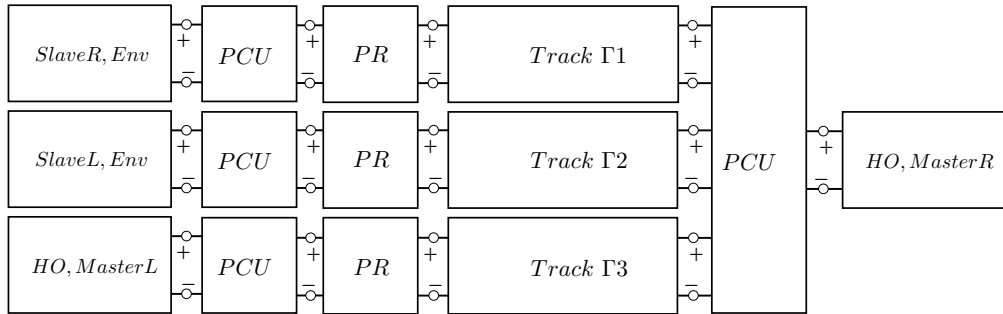 SlaveR, Env PCU PR Track Γ1
+ + + +
− − − −
SlaveL, Env PCU PR Track Γ2 PCU HO, MasterR
+ + + + +
− − − − −
HO, MasterL PCU PR Track Γ3
+ + + +
− − − −